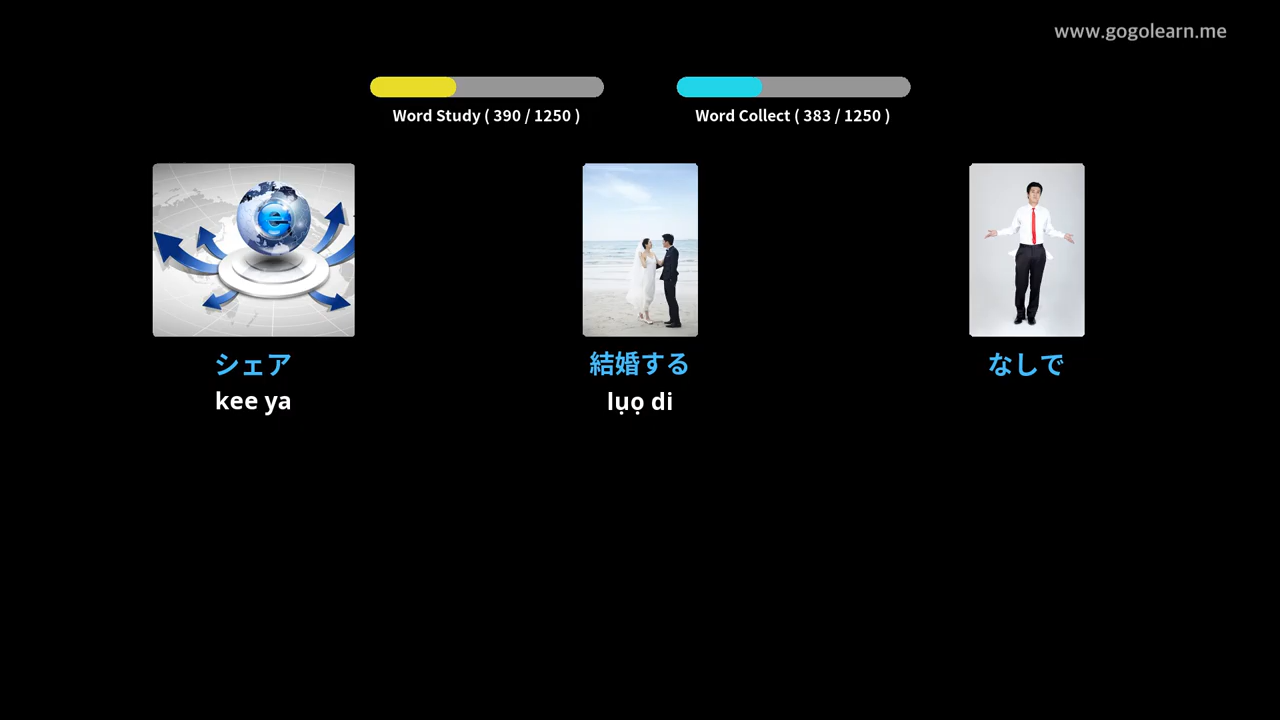 www.gogolearn.me
Word Study ( 390 / 1250 )
Word Collect ( 383 / 1250 )
e
シェア
kee ya
結婚する
lụọ di
なしで